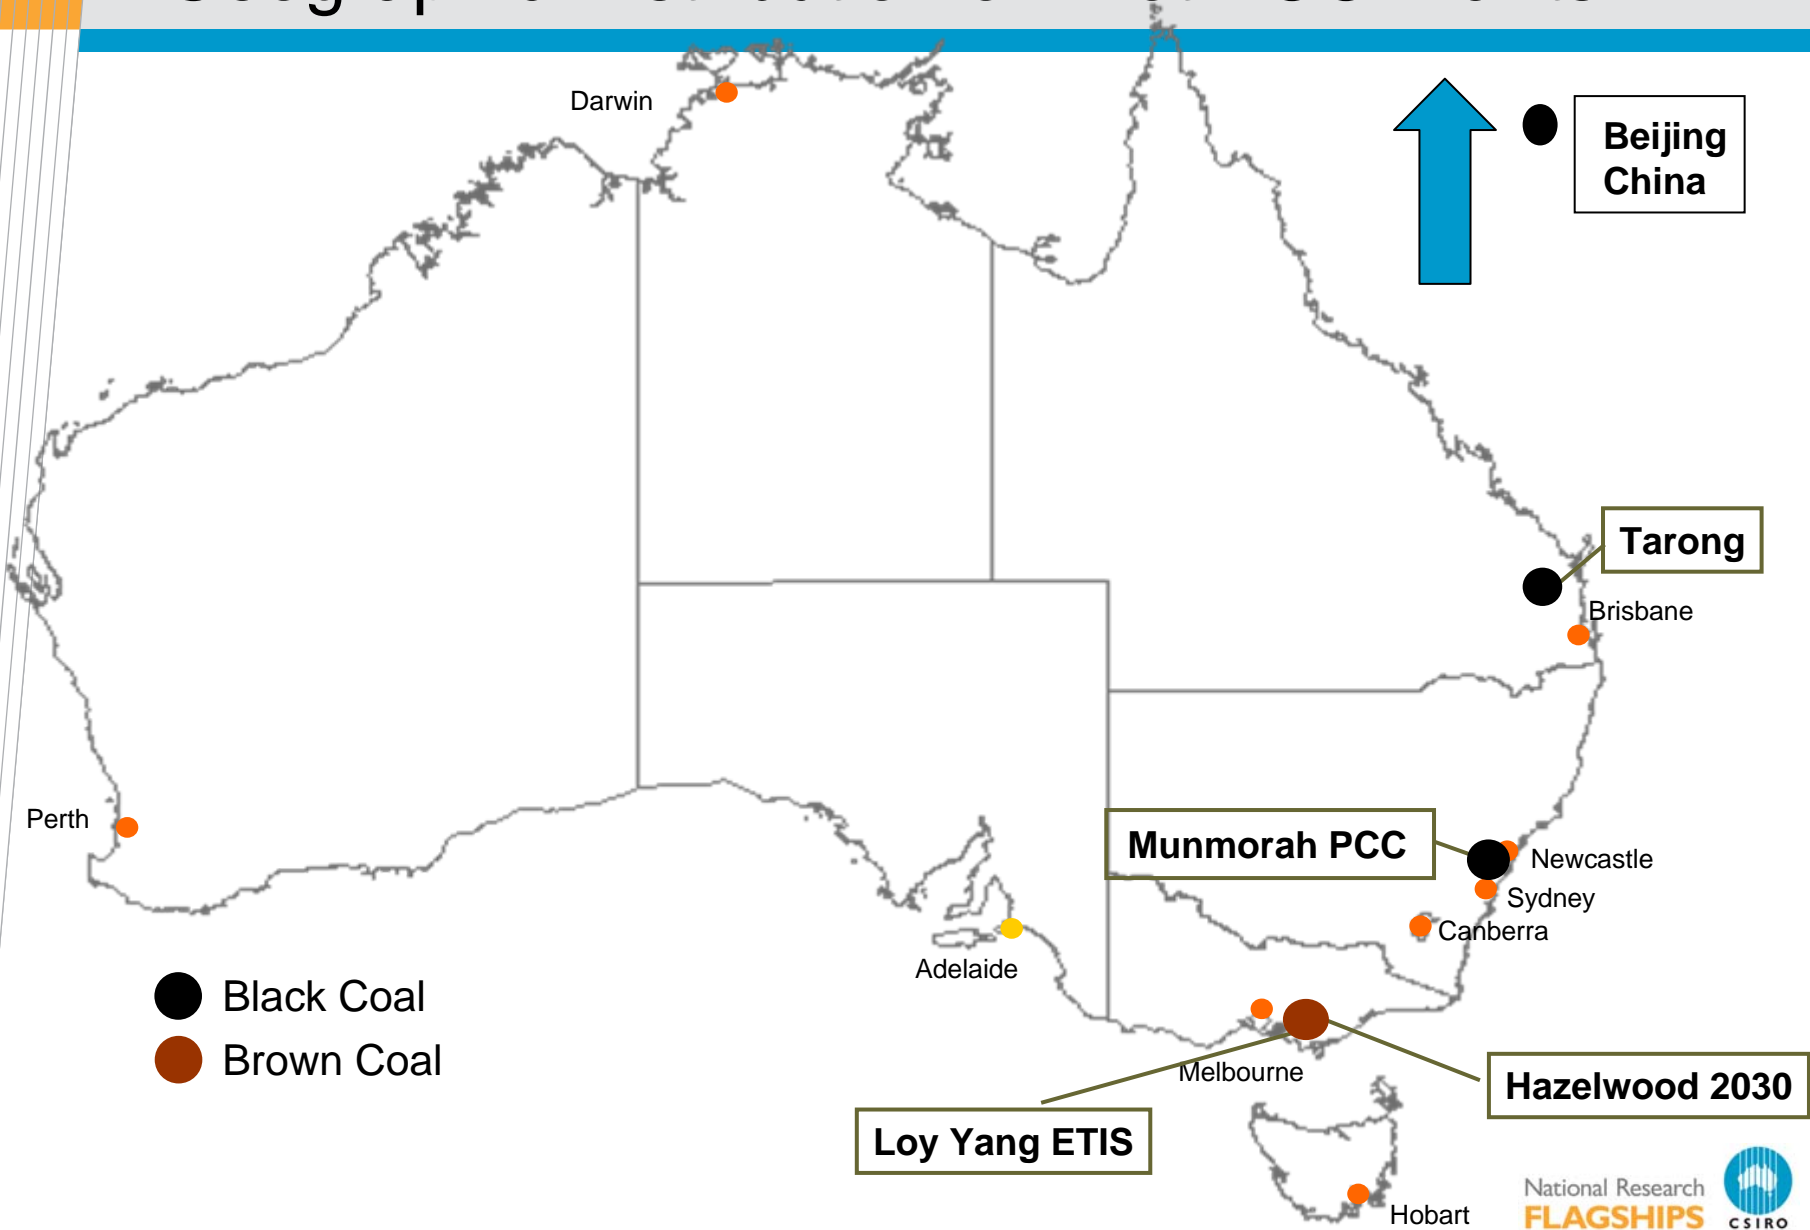 Darwin
Beijing
China
Tarong
Brisbane
Perth
Munmorah PCC
Newcastle
Sydney
Canberra
Adelaide
Black Coal
Brown Coal
Melbourne
Hazelwood 2030
Loy Yang ETIS
Hobart
National Research
FLAGSHIPS
CSIRO